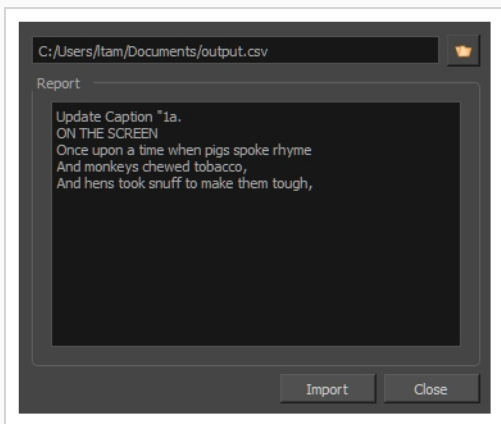 C:/Users/ltam/Documents/output.csv
Report
Update Caption "1a.
ON THE SCREEN
Once upon a time when pigs spoke rhyme
And monkeys chewed tobacco,
And hens took snuff to make them tough,
Import
Close